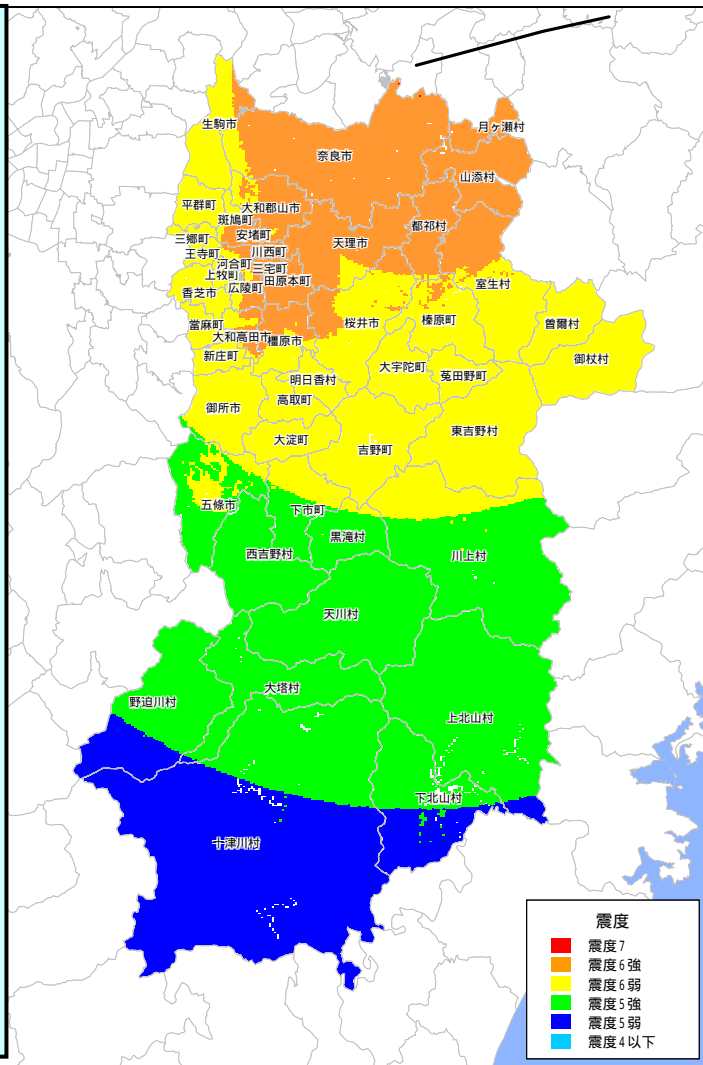 生駒市
月ヶ瀬村
奈良市
山添村
平群町
大和郡山市
斑鳩町
都祁村
安堵町
三郷町
天理市
王寺町
川西町
河合町
三宅町
上牧町
田原本町
室生村
広陵町
香芝市
當麻町
桜井市
榛原町
曽爾村
大和高田市
橿原市
新庄町
御杖村
大宇陀町
菟田野町
明日香村
高取町
御所市
東吉野村
大淀町
吉野町
五條市
下市町
黒滝村
西吉野村
川上村
天川村
大塔村
野迫川村
上北山村
下北山村
十津川村
震度
震度7
震度6強
震度6弱
震度5強
震度5弱
震度4以下